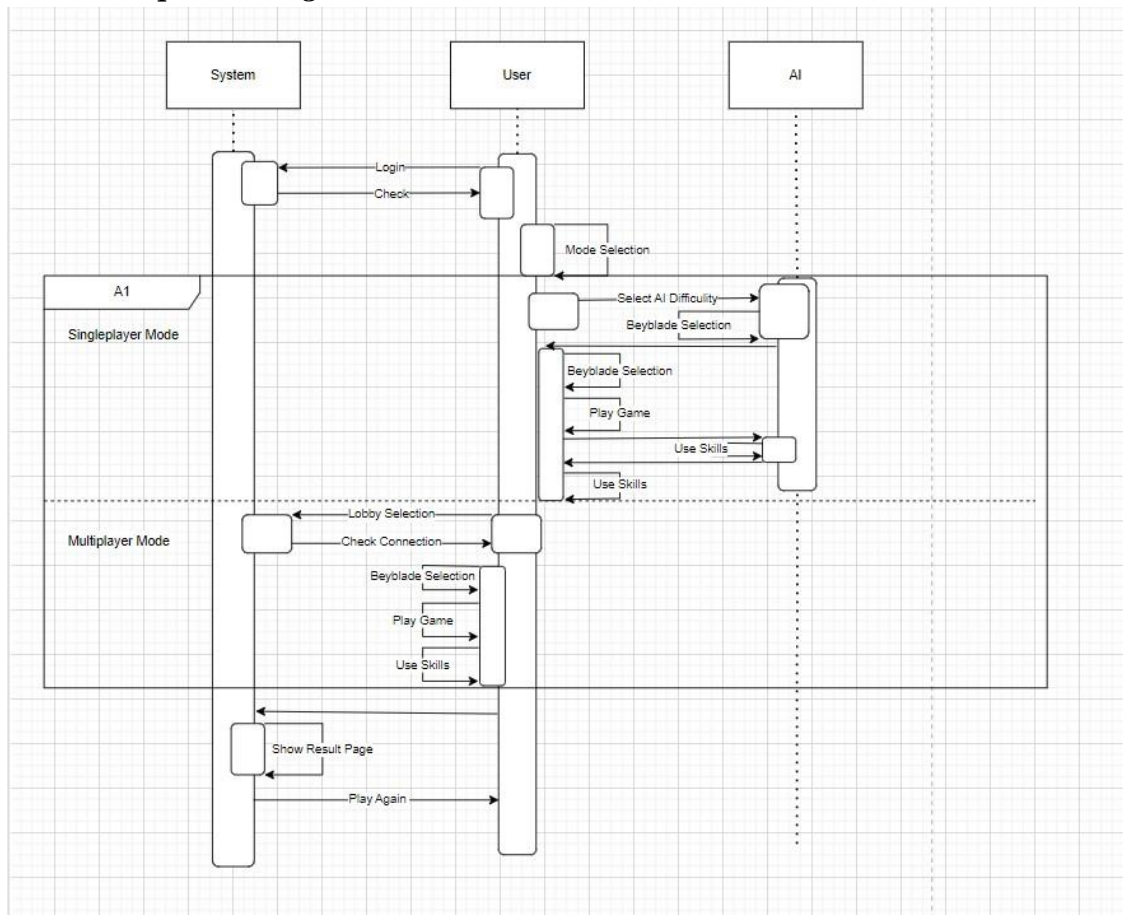 System
User
AI
Login
Check
Mode Selection
A1
Singleplayer Mode
Select AI Difficulity
Beyblade Selection
Beyblade Selection
Play Game
Use Skills
Use Skills
Lobby Selection
Multiplayer Mode
Check Connection
Beyblade Selection
Play Game
Use Skills
Show Result Page
Play Again